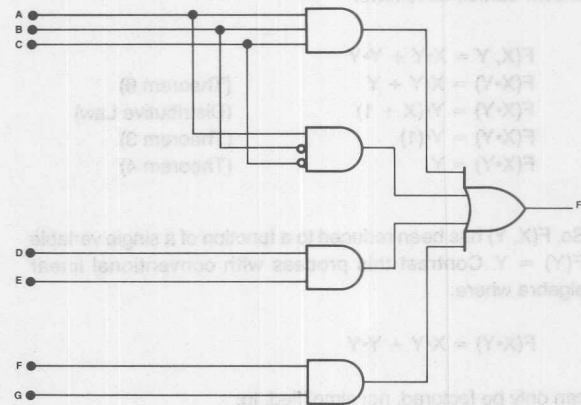 A
B
C
F(X, Y = X•Y + Y•Y
F(X•Y) = X•Y + Y (Theorem 6)
F(X•Y) = Y•(X + 1) (Distributive Law)
F(X•Y) = Y•(1) (Theorem 3)
F(X•Y) = Y (Theorem 4)
F
So, F(X, Y) has been reduced to a function of a single variable
F(Y) = Y. Contrast this process with conventional linear
algebra where:
D
E
F(X•Y) = X•Y + Y•Y
F
can only be factored, not simplified, to:
G